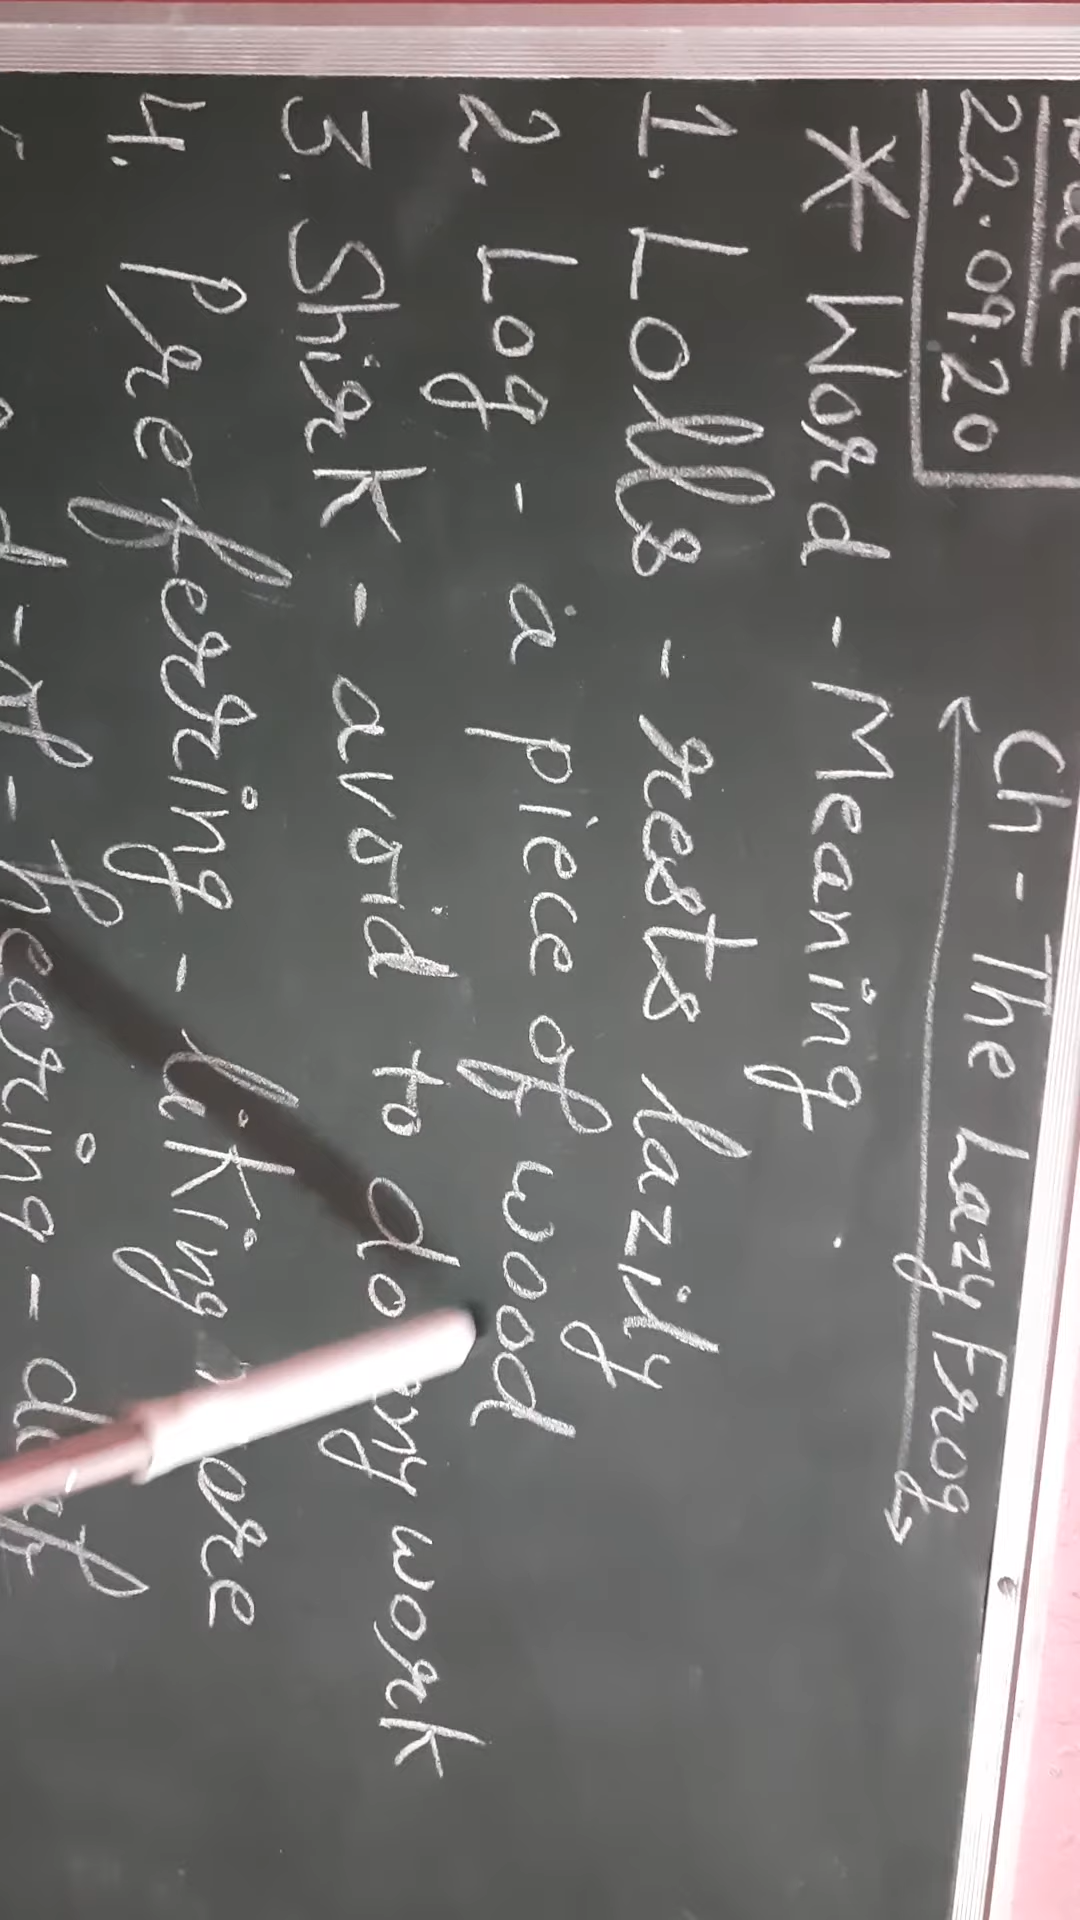 Date
22.09.20
Ch - The Lazy Frog
* Word - Meaning
1. Lolls - rests lazily
2. Log - a piece of wood
3. Shirk - avoid to do any work
4. Preferring - liking more
hearing - deaf